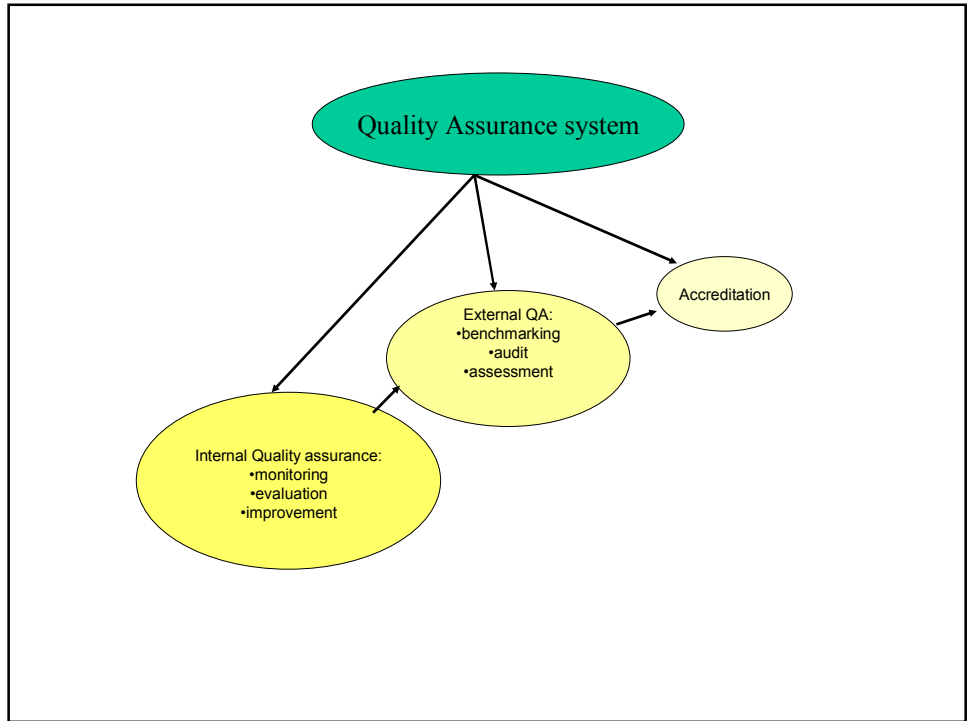 Quality Assurance system
Accreditation
External QA:
•benchmarking
•audit
•assessment
Internal Quality assurance:
•monitoring
•evaluation
•improvement